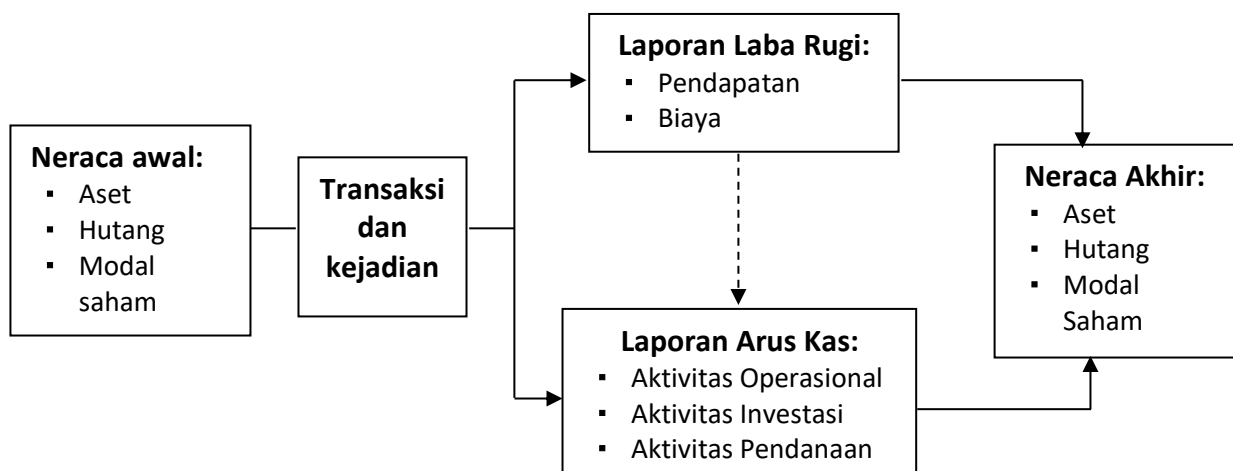 Neraca awal:
▪ Aset
▪ Hutang
▪ Modal
saham
Transaksi
dan
kejadian
Laporan Laba Rugi:
▪ Pendapatan
▪ Biaya
Laporan Arus Kas:
▪ Aktivitas Operasional
▪ Aktivitas Investasi
▪ Aktivitas Pendanaan
Neraca Akhir:
▪ Aset
▪ Hutang
▪ Modal
Saham